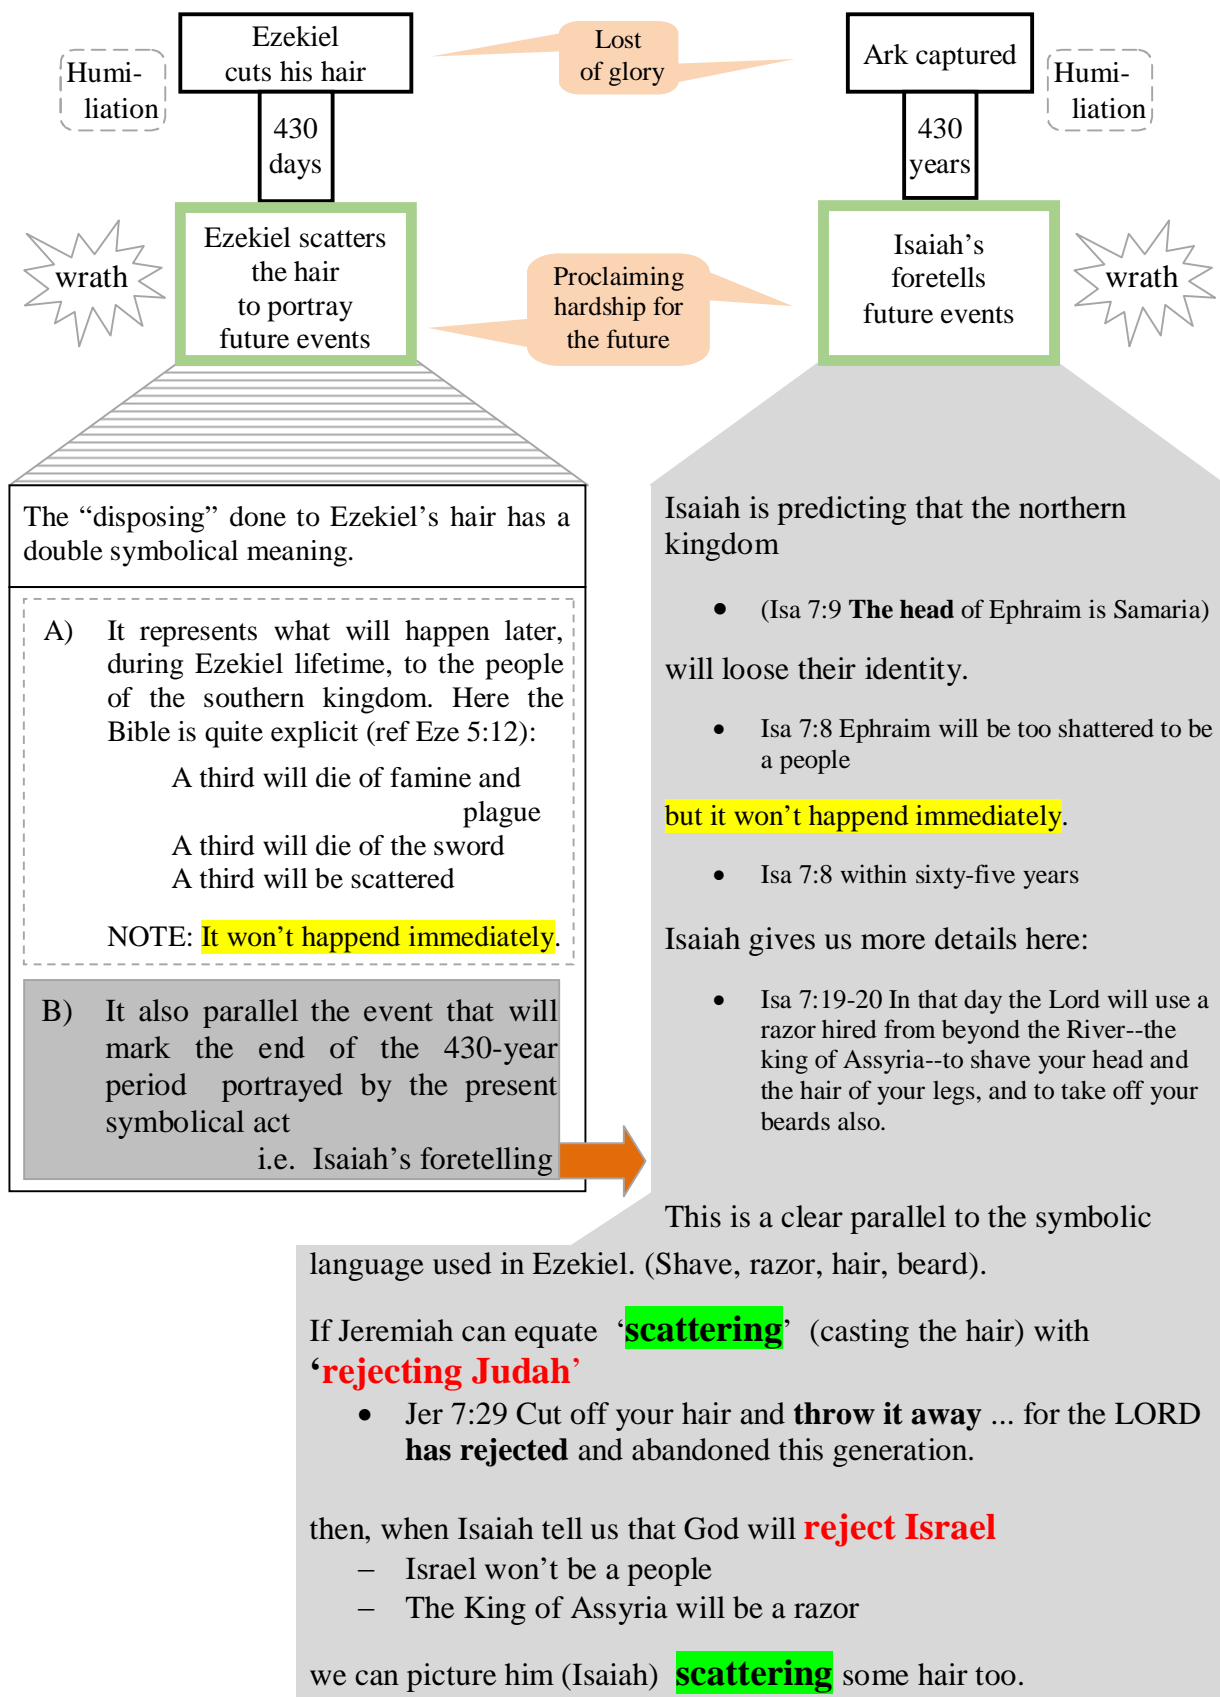 Ezekiel
cuts his hair
Lost
of glory
Ark captured
Humi-
liation
Humi-
liation
430
days
430
years
wrath
Ezekiel scatters
the hair
to portray
future events
Proclaiming
hardship for
the future
Isaiah’s
foretells
future events
wrath
The “disposing” done to Ezekiel’s hair has a
double symbolical meaning.
A) It represents what will happen later,
during Ezekiel lifetime, to the people
of the southern kingdom. Here the
Bible is quite explicit (ref Eze 5:12):
A third will die of famine and
plague
A third will die of the sword
A third will be scattered
NOTE: It won’t happend immediately.
B) It also parallel the event that will
mark the end of the 430-year
period portrayed by the present
symbolical act
i.e. Isaiah’s foretelling
Isaiah is predicting that the northern
kingdom
• (Isa 7:9 The head of Ephraim is Samaria)
will loose their identity.
• Isa 7:8 Ephraim will be too shattered to be
a people
but it won’t happend immediately.
• Isa 7:8 within sixty-five years
Isaiah gives us more details here:
• Isa 7:19-20 In that day the Lord will use a
razor hired from beyond the River--the
king of Assyria--to shave your head and
the hair of your legs, and to take off your
beards also.
This is a clear parallel to the symbolic
language used in Ezekiel. (Shave, razor, hair, beard).
If Jeremiah can equate ‘scattering’ (casting the hair) with
‘rejecting Judah’
• Jer 7:29 Cut off your hair and throw it away ... for the LORD
has rejected and abandoned this generation.
then, when Isaiah tell us that God will reject Israel
– Israel won’t be a people
– The King of Assyria will be a razor
we can picture him (Isaiah) scattering some hair too.